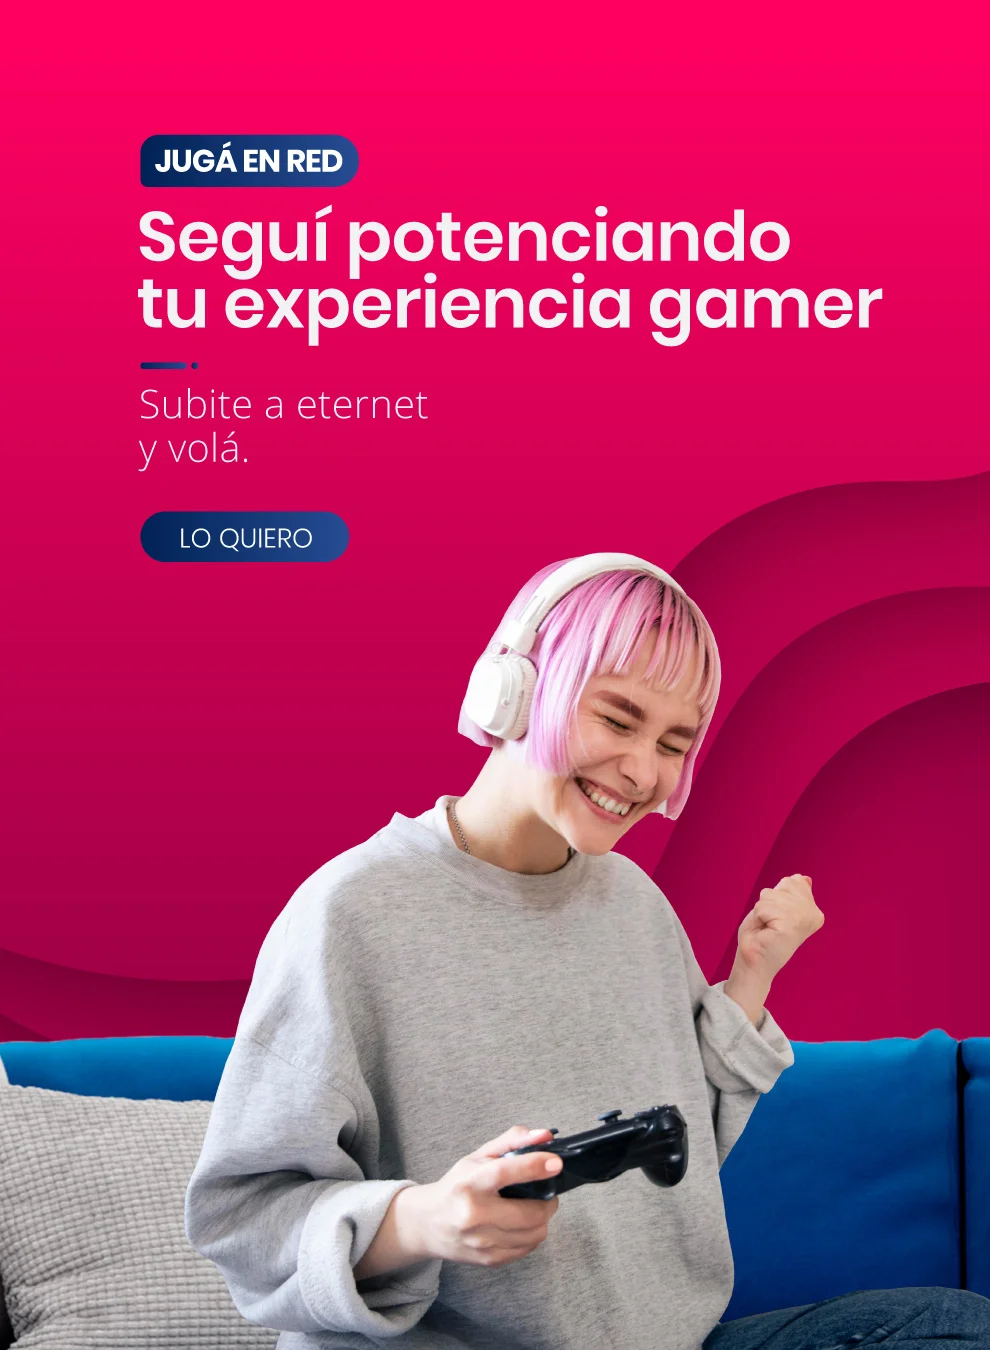 JUGÁ EN RED
Seguí potenciando
tu experiencia gamer
Subite a eternet
y volá.
LO QUIERO